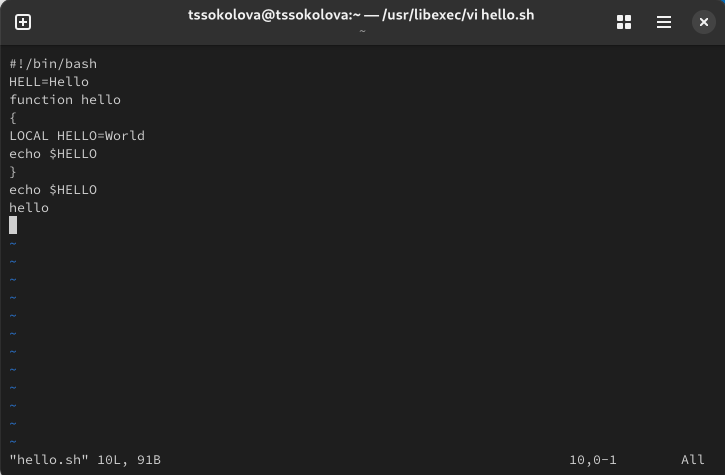 tssokolova@tssokolova:~ — /usr/libexec/vi hello.sh
~
#!/bin/bash
HELL=Hello
function hello
{
LOCAL HELLO=World
echo $HELLO
}
echo $HELLO
hello
~
~
~
~
~
~
~
~
~
~
~
~
"hello.sh" 10L, 91B 10,0-1 All